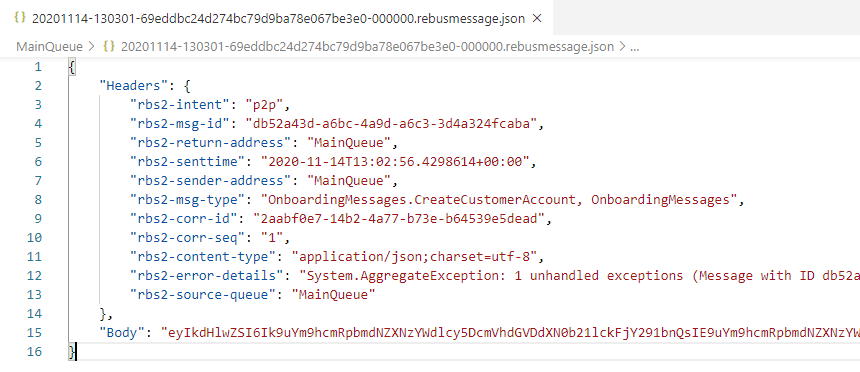 20201114-130301-69eddbc24d274bc79d9ba78e067be3e0-000000.rebusmessage.json
MainQueue > {} 20201114-130301-69eddbc24d274bc79d9ba78e067be3e0-000000.rebusmessage.json > ...
1 {
2 "Headers": {
3 "rbs2-intent": "p2p",
4 "rbs2-msg-id": "db52a43d-a6bc-4a9d-a6c3-3d4a324fcaba",
5 "rbs2-return-address": "MainQueue",
6 "rbs2-senttime": "2020-11-14T13:02:56.4298614+00:00",
7 "rbs2-sender-address": "MainQueue",
8 "rbs2-msg-type": "OnboardingMessages.CreateCustomerAccount, OnboardingMessages",
9 "rbs2-corr-id": "2aabf0e7-14b2-4a77-b73e-b64539e5dead",
10 "rbs2-corr-seq": "1",
11 "rbs2-content-type": "application/json;charset=utf-8",
12 "rbs2-error-details": "System.AggregateException: 1 unhandled exceptions (Message with ID db52a
13 "rbs2-source-queue": "MainQueue"
14 },
15 "Body": "eyIkdHlwZSI6Ik9uYm9hcmRpbmdNZXNzYWdlcy5DcmVhdGVDdXN0b21lckFjY291bnQsIE9uYm9hcmRpbmdNZXNzYW
16 }